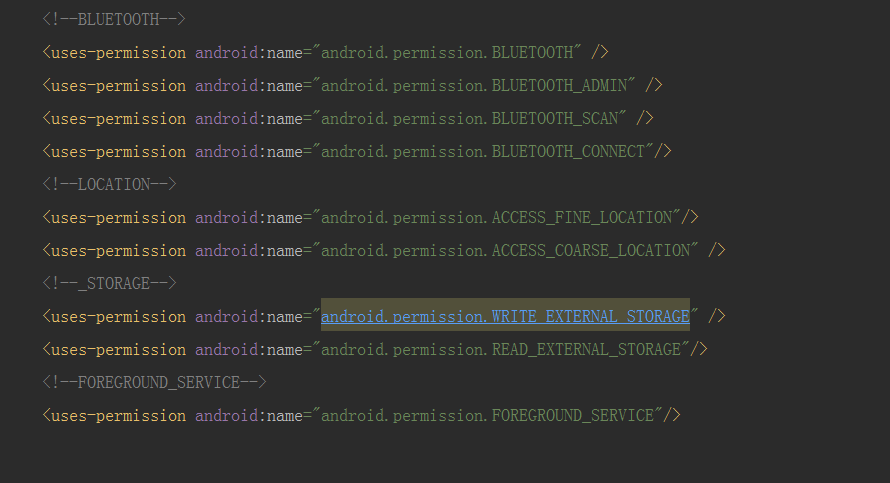 <!--BLUETOOTH-->
<uses-permission android:name="android.permission.BLUETOOTH" />
<uses-permission android:name="android.permission.BLUETOOTH_ADMIN" />
<uses-permission android:name="android.permission.BLUETOOTH_SCAN" />
<uses-permission android:name="android.permission.BLUETOOTH_CONNECT"/>
<!--LOCATION-->
<uses-permission android:name="android.permission.ACCESS_FINE_LOCATION"/>
<uses-permission android:name="android.permission.ACCESS_COARSE_LOCATION" />
<!--_STORAGE-->
<uses-permission android:name="android.permission.WRITE_EXTERNAL_STORAGE" />
<uses-permission android:name="android.permission.READ_EXTERNAL_STORAGE"/>
<!--FOREGROUND_SERVICE-->
<uses-permission android:name="android.permission.FOREGROUND_SERVICE"/>